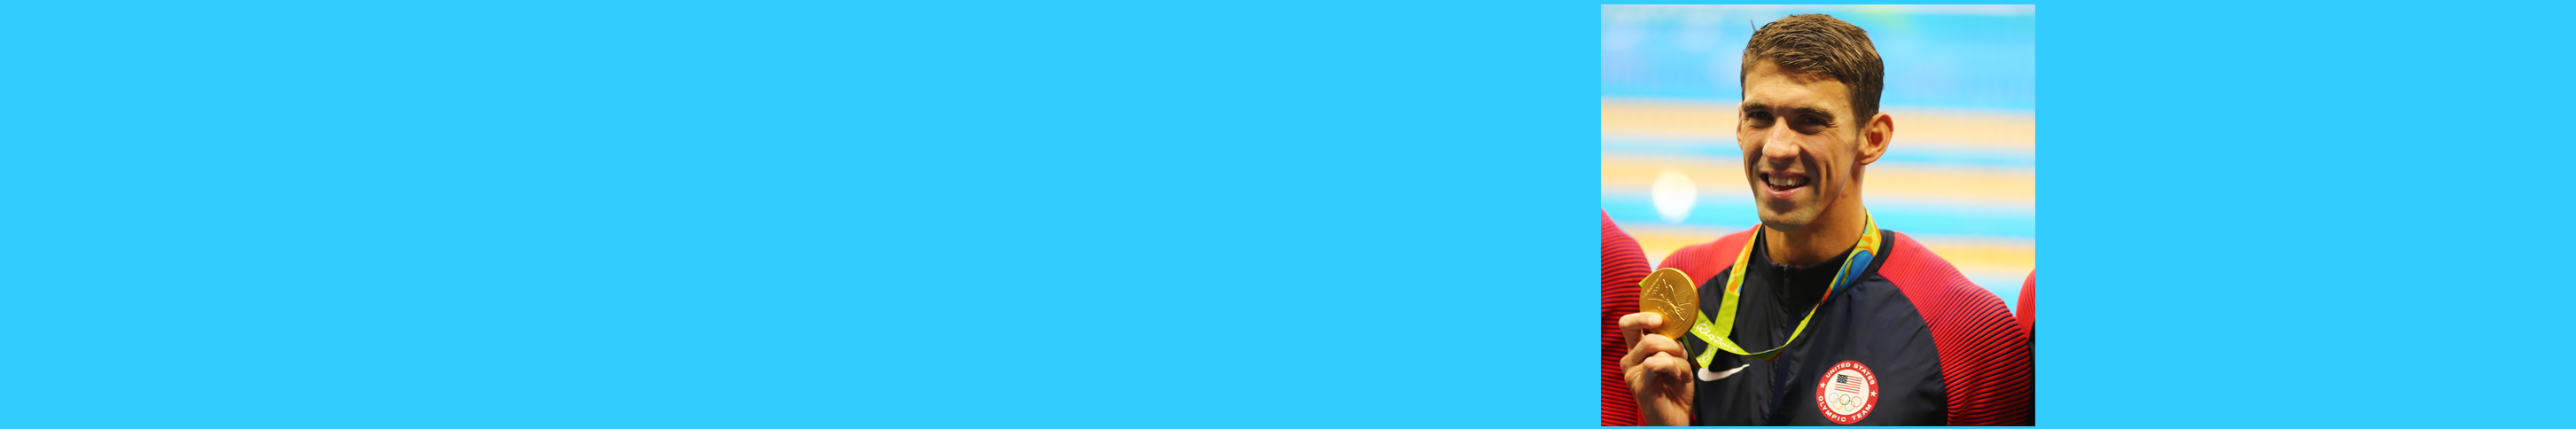 Rio2016
UNITED STATES
OLYMPIC TEAM